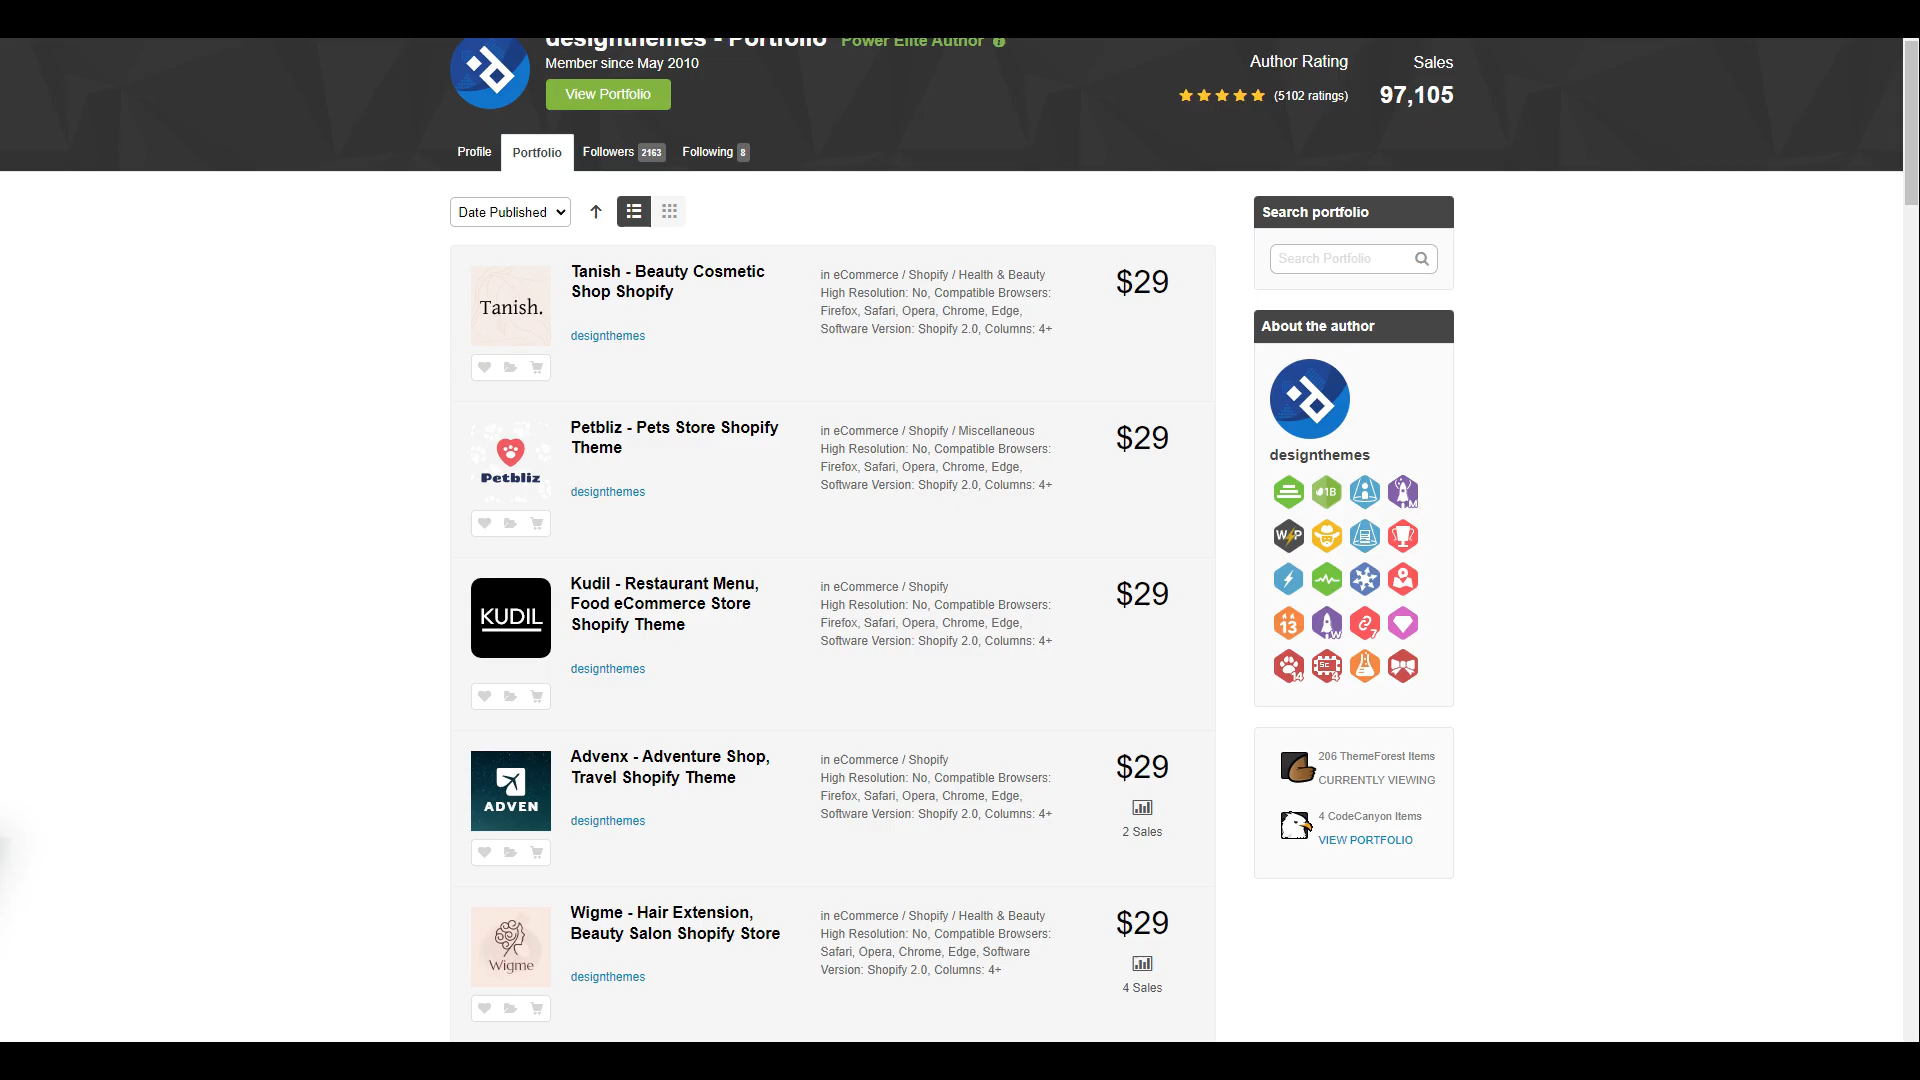 designthemes - Portfolio Power Elite Author
Member since May 2010
View Portfolio
Author Rating
(5102 ratings)
Sales
97,105
Profile
Portfolio
Followers 2163
Following 8
Date Published
Tanish.
Tanish - Beauty Cosmetic
Shop Shopify
designthemes
in eCommerce / Shopify / Health & Beauty
High Resolution: No, Compatible Browsers:
Firefox, Safari, Opera, Chrome, Edge,
Software Version: Shopify 2.0, Columns: 4+
$29
Petbliz
Petbliz - Pets Store Shopify
Theme
designthemes
in eCommerce / Shopify / Miscellaneous
High Resolution: No, Compatible Browsers:
Firefox, Safari, Opera, Chrome, Edge,
Software Version: Shopify 2.0, Columns: 4+
$29
KUDIL
Kudil - Restaurant Menu,
Food eCommerce Store
Shopify Theme
designthemes
in eCommerce / Shopify
High Resolution: No, Compatible Browsers:
Firefox, Safari, Opera, Chrome, Edge,
Software Version: Shopify 2.0, Columns: 4+
$29
ADVEN
Advenx - Adventure Shop,
Travel Shopify Theme
designthemes
in eCommerce / Shopify
High Resolution: No, Compatible Browsers:
Firefox, Safari, Opera, Chrome, Edge,
Software Version: Shopify 2.0, Columns: 4+
$29
2 Sales
Wigme
Wigme - Hair Extension,
Beauty Salon Shopify Store
designthemes
in eCommerce / Shopify / Health & Beauty
High Resolution: No, Compatible Browsers:
Safari, Opera, Chrome, Edge, Software
Version: Shopify 2.0, Columns: 4+
$29
4 Sales
Search portfolio
Search Portfolio
About the author
designthemes
1B
M
W P
13
W
7
14
Sc
4
206 ThemeForest Items
CURRENTLY VIEWING
4 CodeCanyon Items
VIEW PORTFOLIO